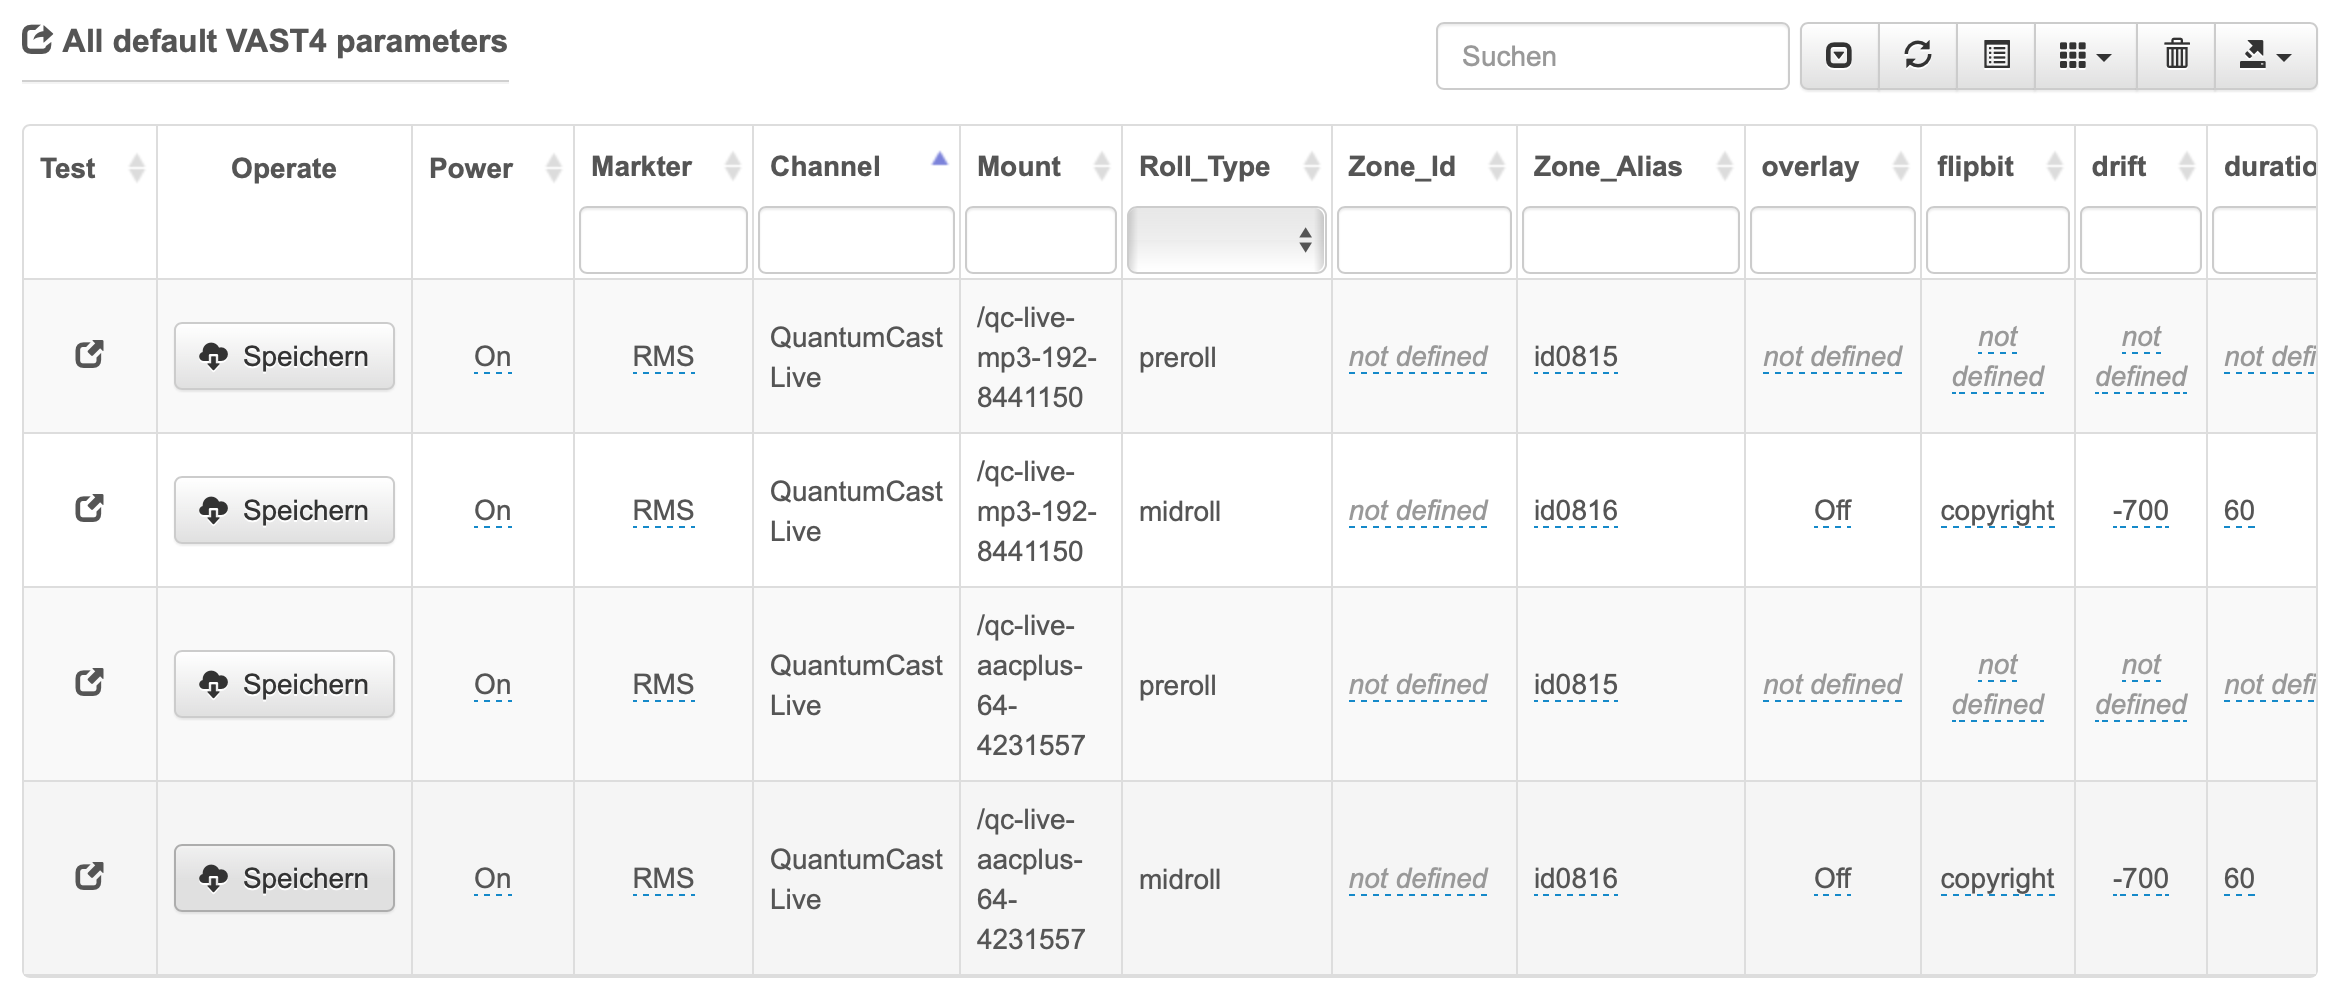 All default VAST4 parameters
Suchen
Test Operate Power Markter Channel Mount Roll_Type Zone_Id Zone_Alias overlay flipbit drift duratio
Speichern On RMS QuantumCast Live /qc-live-mp3-192-8441150 preroll not defined id0815 not defined not defined not defined not defi
Speichern On RMS QuantumCast Live /qc-live-mp3-192-8441150 midroll not defined id0816 Off copyright -700 60
Speichern On RMS QuantumCast Live /qc-live-aacplus-64-4231557 preroll not defined id0815 not defined not defined not defined not defi
Speichern On RMS QuantumCast Live /qc-live-aacplus-64-4231557 midroll not defined id0816 Off copyright -700 60